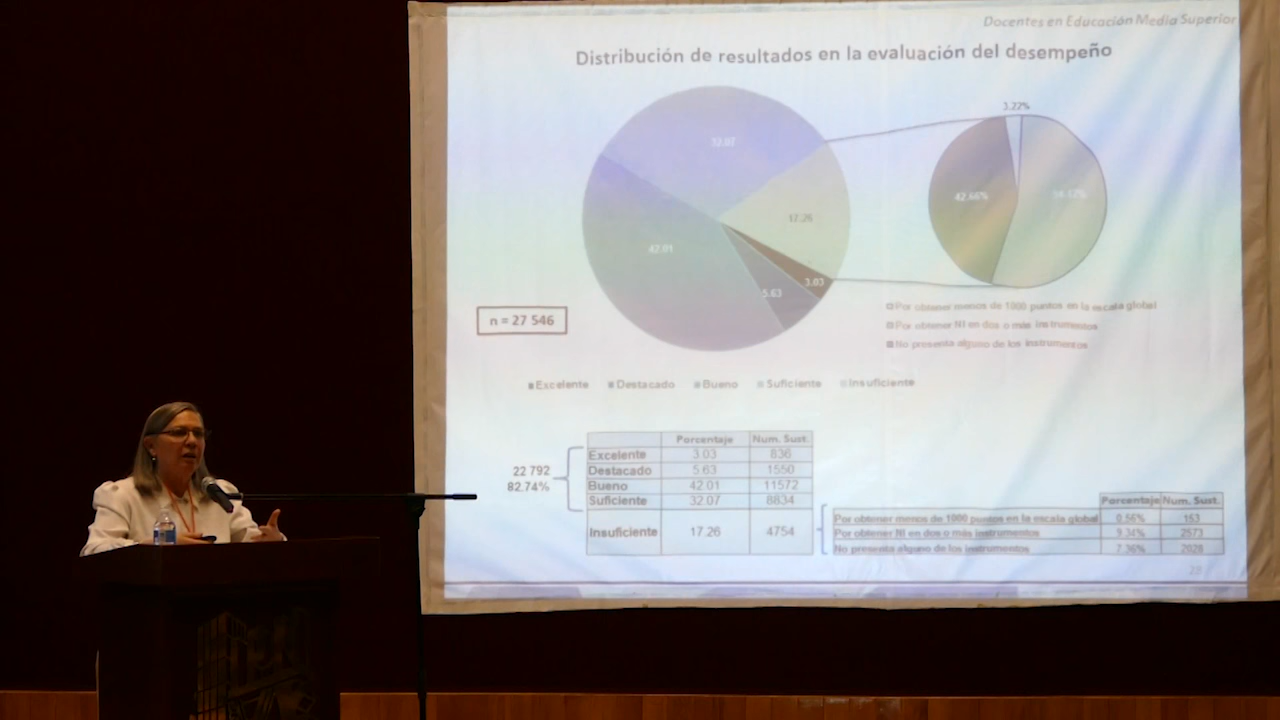 Docentes en Educación Media Superior
Distribución de resultados en la evaluación del desempeño
3.22%
32.07
17.26
42.66%
42.01
3.03
5.63
n = 27 546
Por obtener menos de 1000 puntos en la escala global
Por obtener NI en dos o más instrumentos
No presenta alguno de los instrumentos
Excelente Destacado Bueno Suficiente Insuficiente
Porcentaje Num. Sust.
Excelente 3.03 836
Destacado 5.63 1550
Bueno 42.01 11572
Suficiente 32.07 8834
Insuficiente 17.26 4754
22 792
82.74%
Porcentaje Num. Sust.
Por obtener menos de 1000 puntos en la escala global 0.56% 153
Por obtener NI en dos o más instrumentos 9.34% 2573
No presenta alguno de los instrumentos 7.36% 2028